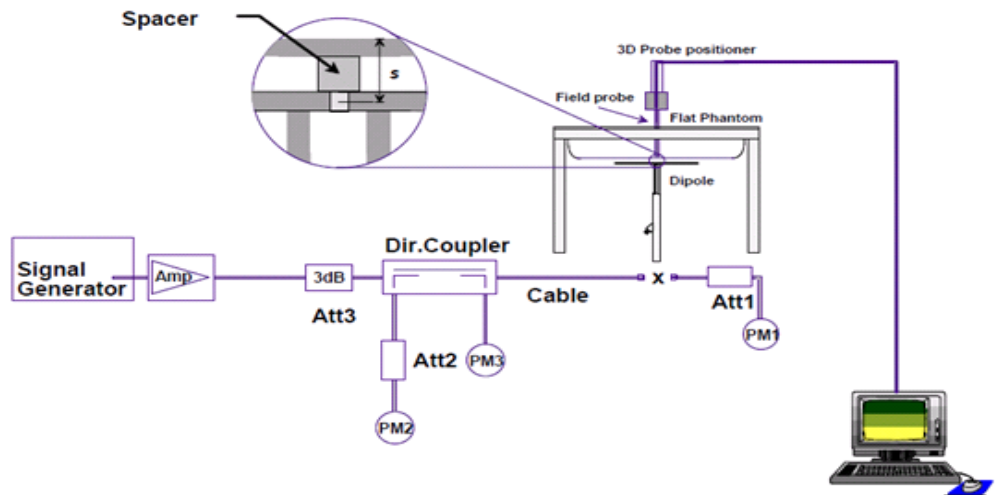 Spacer
s
3D Probe positioner
Field probe
Flat Phantom
Dipole
Signal
Generator
Amp
3dB
Att3
Dir.Coupler
Cable
x
Att1
PM1
Att2
PM3
PM2